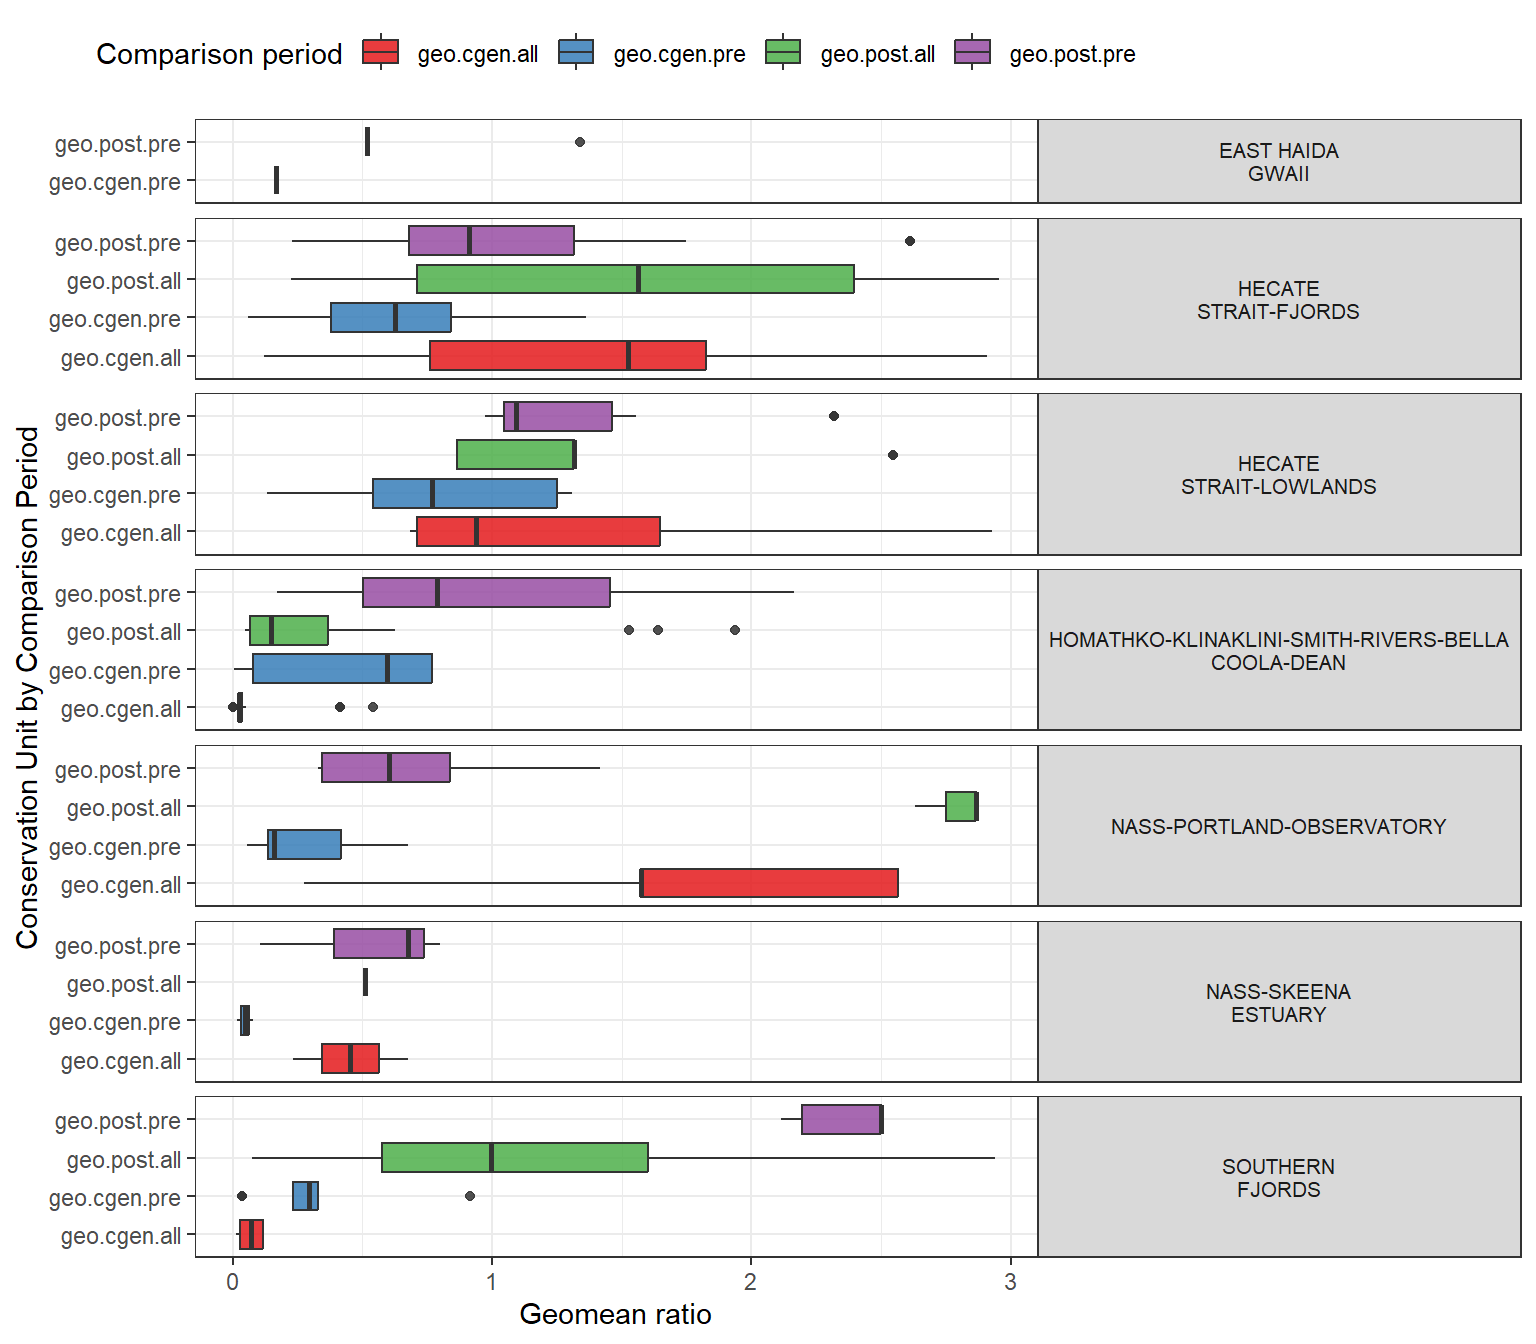 Comparison period geo.cgen.all geo.cgen.pre geo.post.all geo.post.pre
Conservation Unit by Comparison Period
geo.post.pre
geo.cgen.pre
EAST HAIDA
GWAII
geo.post.pre
geo.post.all
geo.cgen.pre
geo.cgen.all
HECATE
STRAIT-FJORDS
geo.post.pre
geo.post.all
geo.cgen.pre
geo.cgen.all
HECATE
STRAIT-LOWLANDS
geo.post.pre
geo.post.all
geo.cgen.pre
geo.cgen.all
HOMATHKO-KLINAKLINI-SMITH-RIVERS-BELLA
COOLA-DEAN
geo.post.pre
geo.post.all
geo.cgen.pre
geo.cgen.all
NASS-PORTLAND-OBSERVATORY
geo.post.pre
geo.post.all
geo.cgen.pre
geo.cgen.all
NASS-SKEENA
ESTUARY
geo.post.pre
geo.post.all
geo.cgen.pre
geo.cgen.all
SOUTHERN
FJORDS
0 1 2 3
Geomean ratio